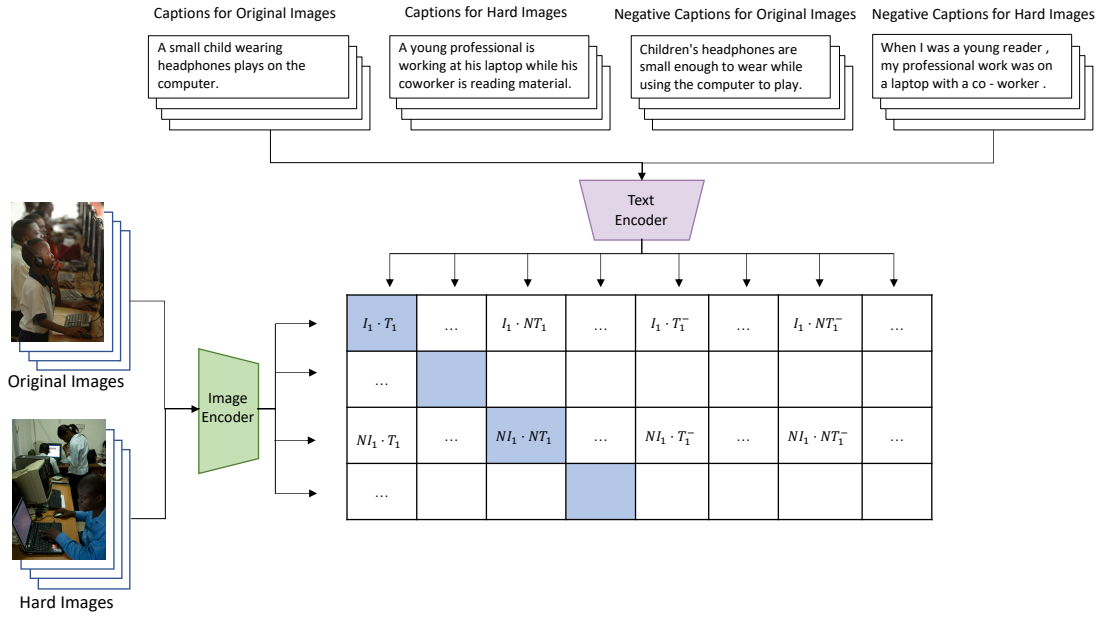 Captions for Original Images
Captions for Hard Images
Negative Captions for Original Images
Negative Captions for Hard Images
A small child wearing
headphones plays on the
computer.
A young professional is
working at his laptop while his
coworker is reading material.
Children's headphones are
small enough to wear while
using the computer to play.
When I was a young reader ,
my professional work was on
a laptop with a co - worker .
Text
Encoder
Original Images
Image
Encoder
Hard Images
I₁ · T₁ ... I₁ · NT₁ ... I₁ · T₁⁻ ... I₁ · NT₁⁻ ...
...
NI₁ · T₁ ... NI₁ · NT₁ ... NI₁ · T₁⁻ ... NI₁ · NT₁⁻ ...
...